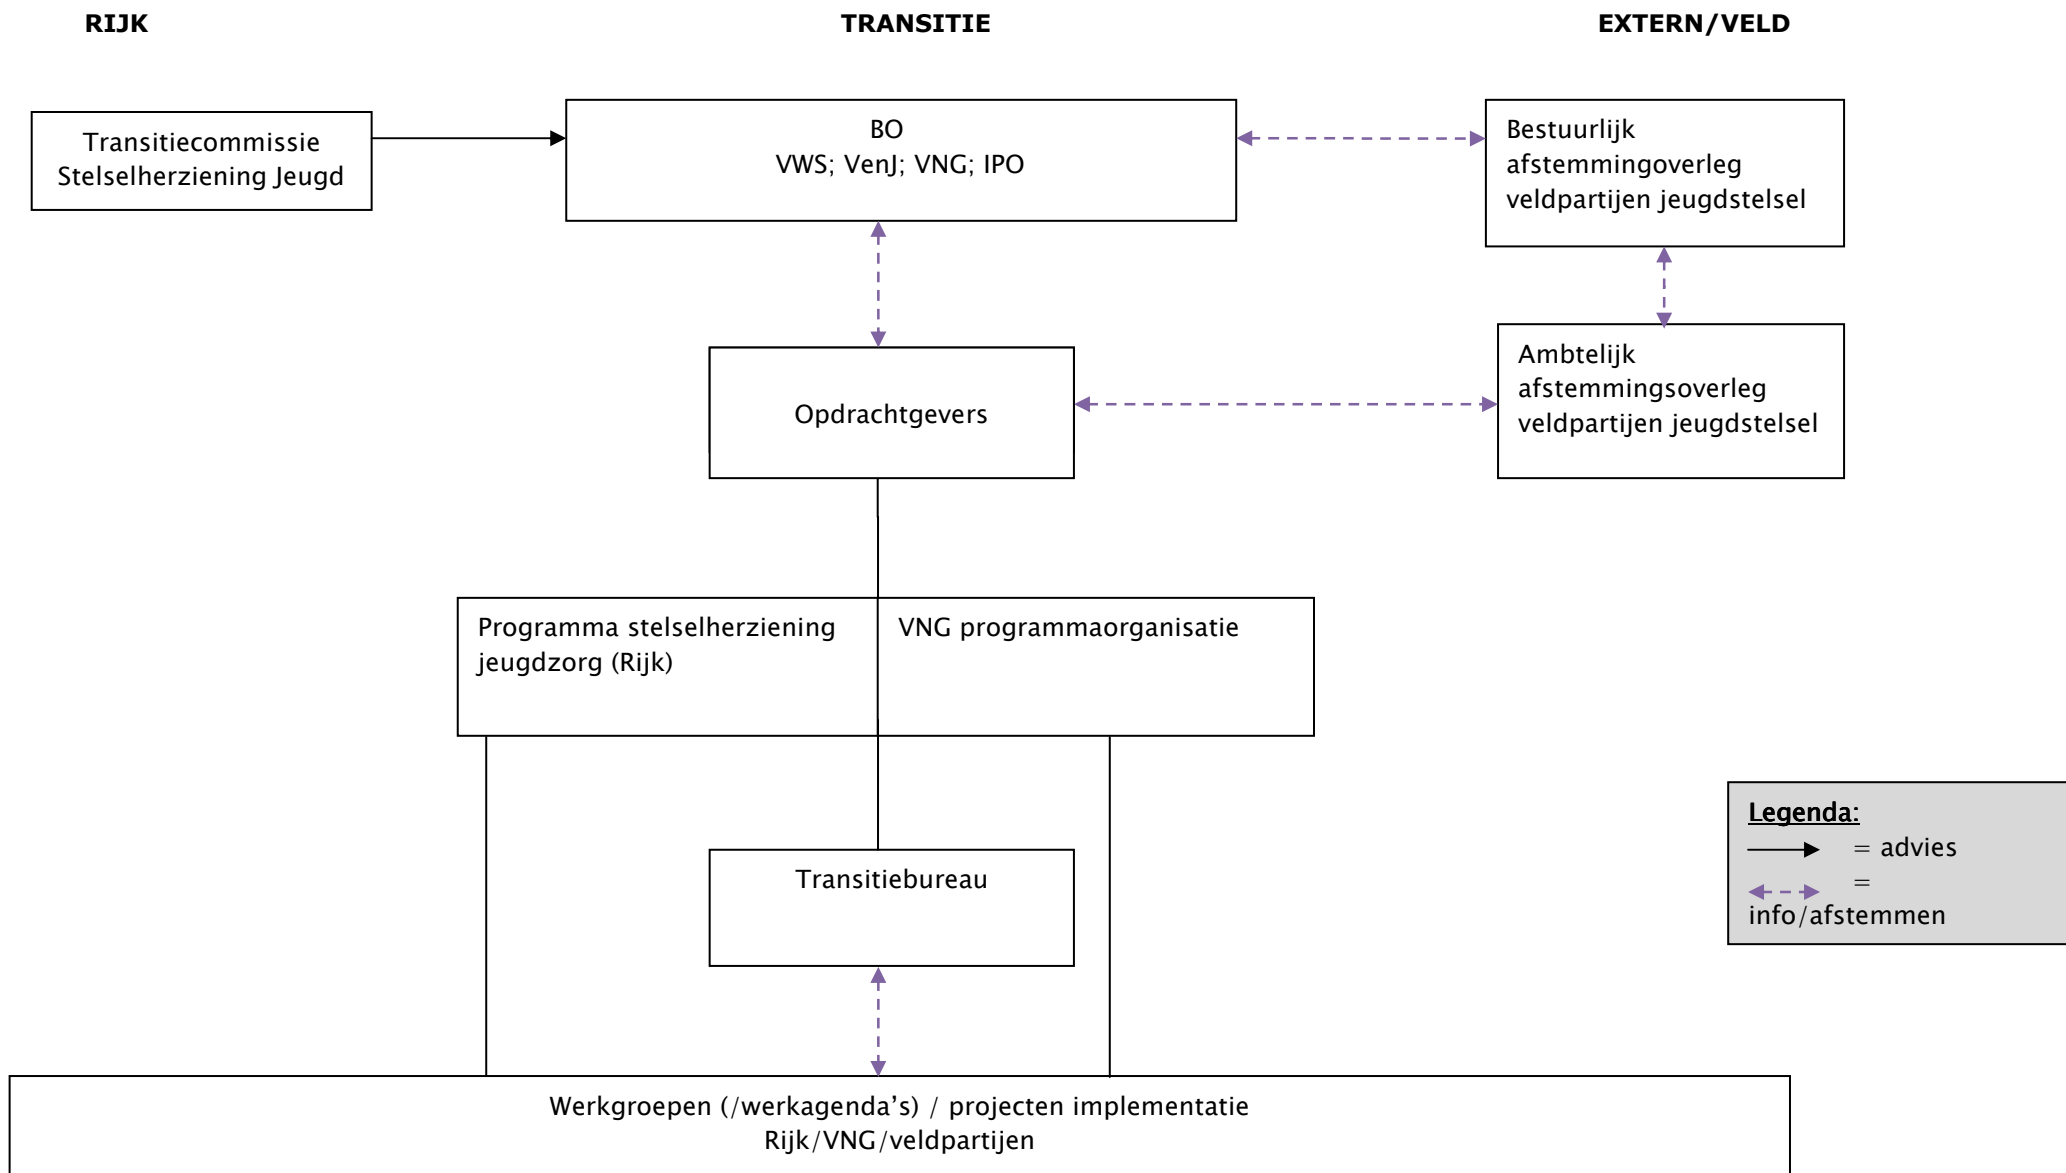 RIJK
TRANSITIE
EXTERN/VELD
Transitiecommissie
Stelselherziening Jeugd
BO
VWS; VenJ; VNG; IPO
Bestuurlijk
afstemmingoverleg
veldpartijen jeugdstelsel
Opdrachtgevers
Ambtelijk
afstemmingsoverleg
veldpartijen jeugdstelsel
Programma stelselherziening
jeugdzorg (Rijk)
VNG programmaorganisatie
Transitiebureau
Legenda:
= advies
=
info/afstemmen
Werkgroepen (/werkagenda's) / projecten implementatie
Rijk/VNG/veldpartijen